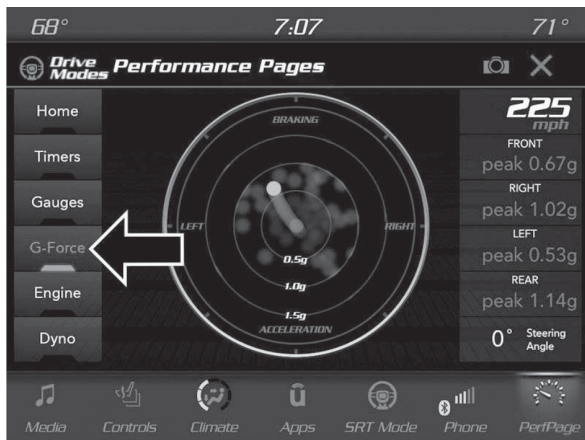 68°
7:07
71°
Drive Modes
Performance Pages
Home
Timers
Gauges
G-Force
Engine
Dyno
BRAKING
LEFT
RIGHT
0.5g
1.0g
1.5g
ACCELERATION
225
mph
FRONT
peak 0.67g
RIGHT
peak 1.02g
LEFT
peak 0.53g
REAR
peak 1.14g
0° Steering Angle
Media
Controls
Climate
Apps
SRT Mode
Phone
PerfPage